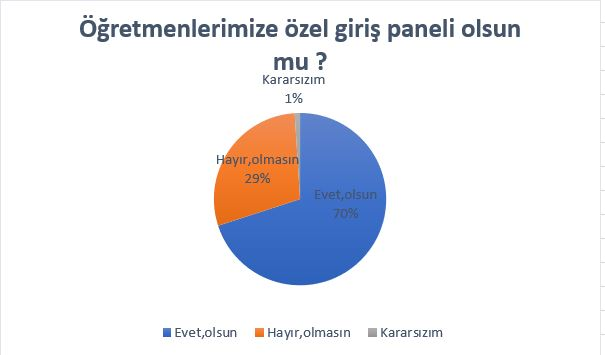 Öğretmenlerimize özel giriş paneli olsun
mu ?
Kararsızım
1%
Hayır,olmasın
29%
Evet,olsun
70%
Evet,olsun Hayır,olmasın Kararsızım